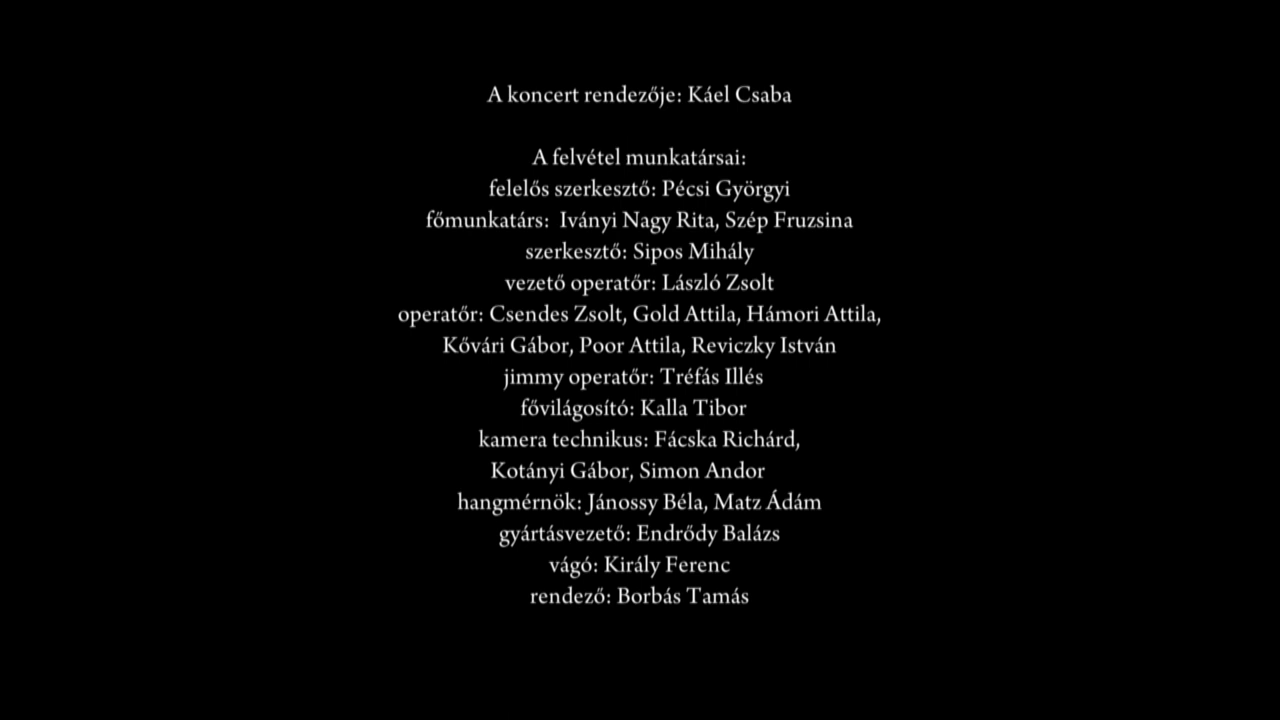 A koncert rendezője: Káel Csaba
A felvétel munkatársai:
felelős szerkesztő: Pécsi Györgyi
főmunkatárs:  Iványi Nagy Rita, Szép Fruzsina
szerkesztő: Sipos Mihály
vezető operatőr: László Zsolt
operatőr: Csendes Zsolt, Gold Attila, Hámori Attila,
Kővári Gábor, Poor Attila, Reviczky István
jimmy operatőr: Tréfás Illés
fővilágosító: Kalla Tibor
kamera technikus: Fácska Richárd,
Kotányi Gábor, Simon Andor
hangmérnök: Jánossy Béla, Matz Ádám
gyártásvezető: Endrődy Balázs
vágó: Király Ferenc
rendező: Borbás Tamás